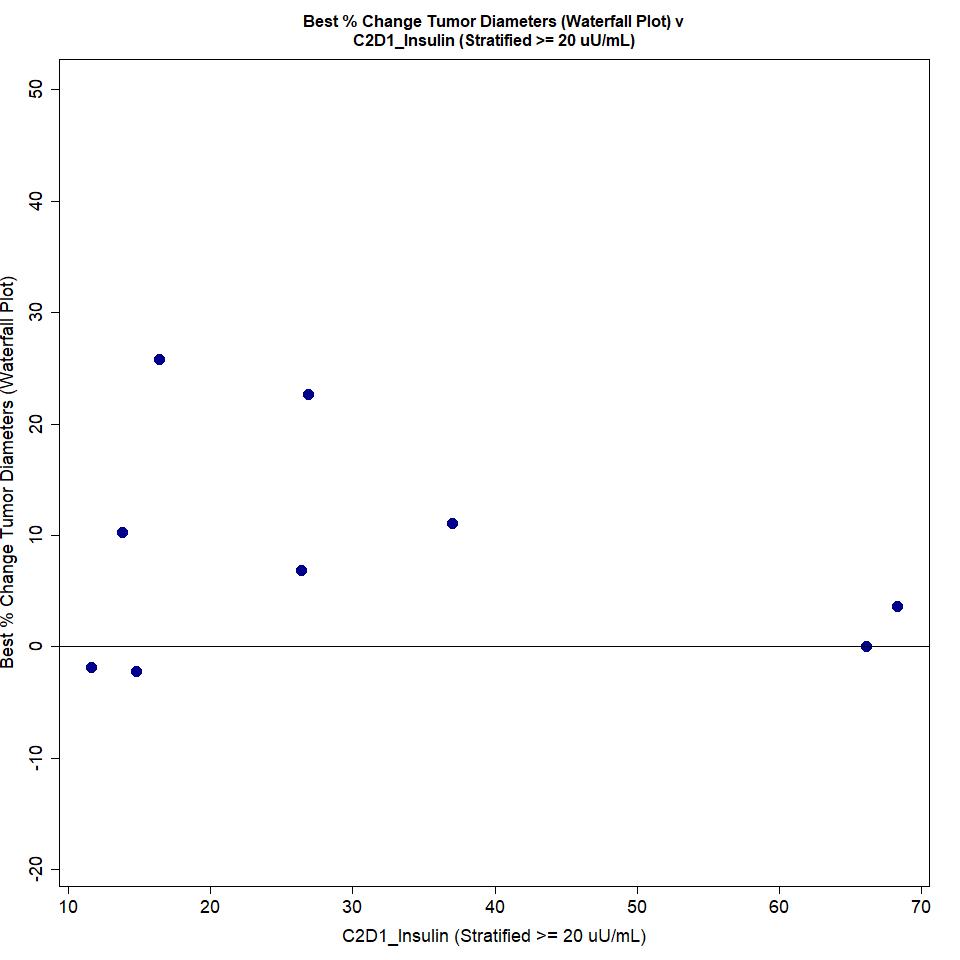 Best % Change Tumor Diameters (Waterfall Plot) v
C2D1_Insulin (Stratified >= 20 uU/mL)
Best % Change Tumor Diameters (Waterfall Plot)
50
40
30
20
10
0
-10
-20
10 20 30 40 50 60 70
C2D1_Insulin (Stratified >= 20 uU/mL)